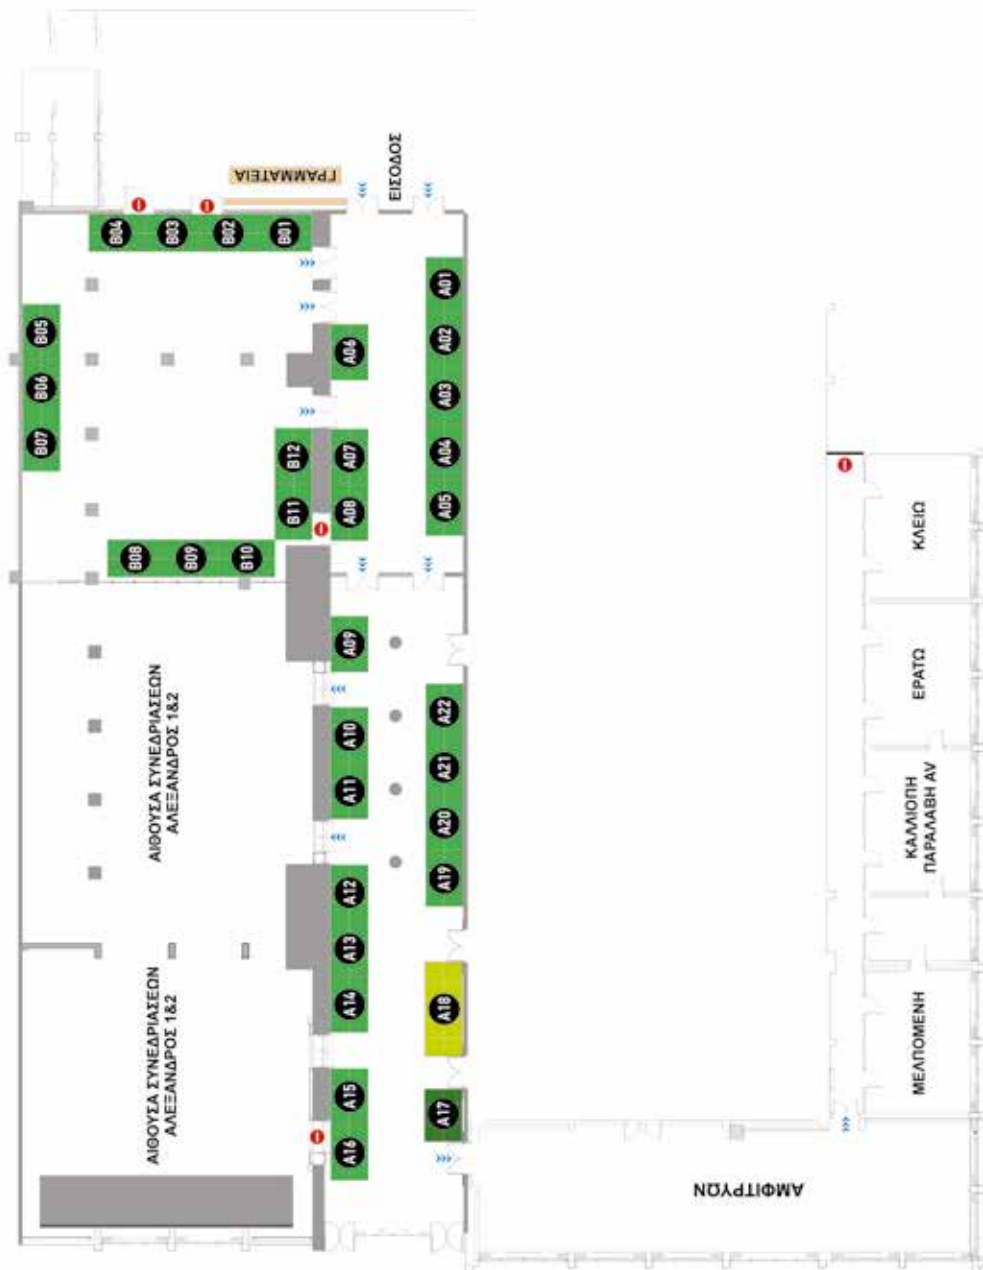 ΕΙΣΟΔΟΣ
ΓΡΑΜΜΑΤΕΙΑ
B04
B03
B02
B01
B05
B06
B07
B12
B11
B08
B09
B10
A01
A02
A03
A04
A05
A06
A07
A08
A09
A10
A11
A12
A13
A14
A15
A16
A22
A21
A20
A19
A18
A17
ΑΙΘΟΥΣΑ ΣΥΝΕΔΡΙΑΣΕΩΝ
ΑΛΕΞΑΝΔΡΟΣ 1&2
ΑΙΘΟΥΣΑ ΣΥΝΕΔΡΙΑΣΕΩΝ
ΑΛΕΞΑΝΔΡΟΣ 1&2
ΚΛΕΙΩ
ΕΡΑΤΩ
ΚΑΛΛΙΟΠΗ
ΠΑΡΑΛΑΒΗ AV
ΜΕΛΠΟΜΕΝΗ
ΑΜΦΙΤΡΥΩΝ